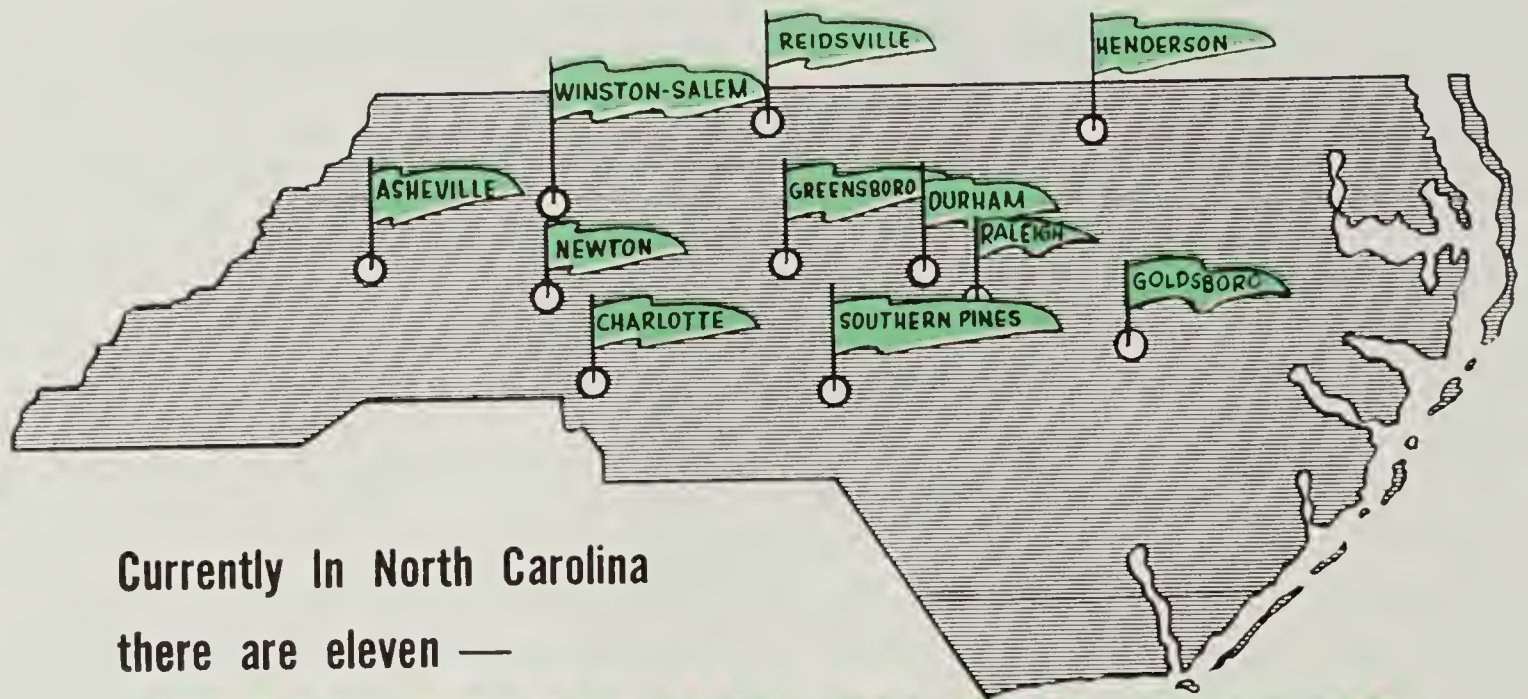 REIDSVILLE
HENDERSON
WINSTON-SALEM
ASHEVILLE
GREENSBORO
DURHAM
NEWTON
RALEIGH
GOLDSBORO
CHARLOTTE
SOUTHERN PINES
Currently In North Carolina
there are eleven —